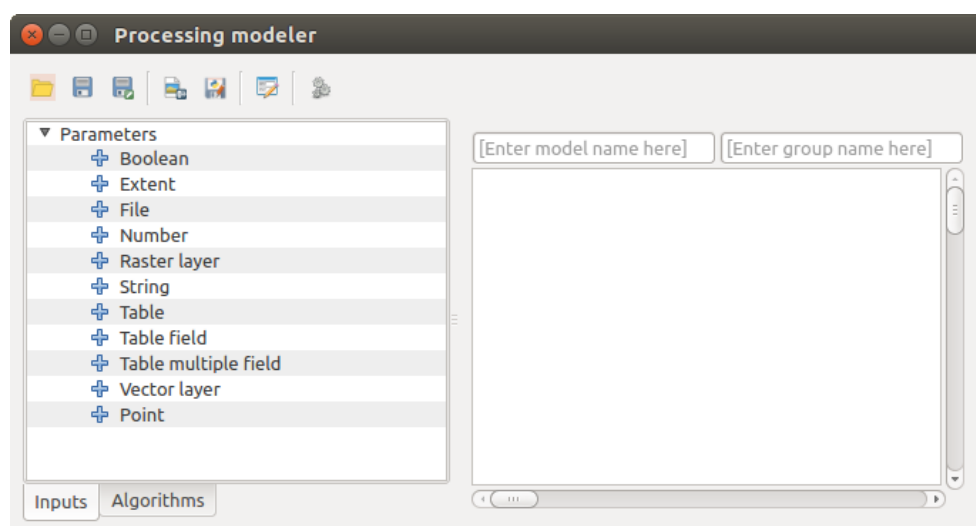 Processing modeler
Parameters
Boolean
Extent
File
Number
Raster layer
String
Table
Table field
Table multiple field
Vector layer
Point
Inputs
Algorithms
[Enter model name here]
[Enter group name here]